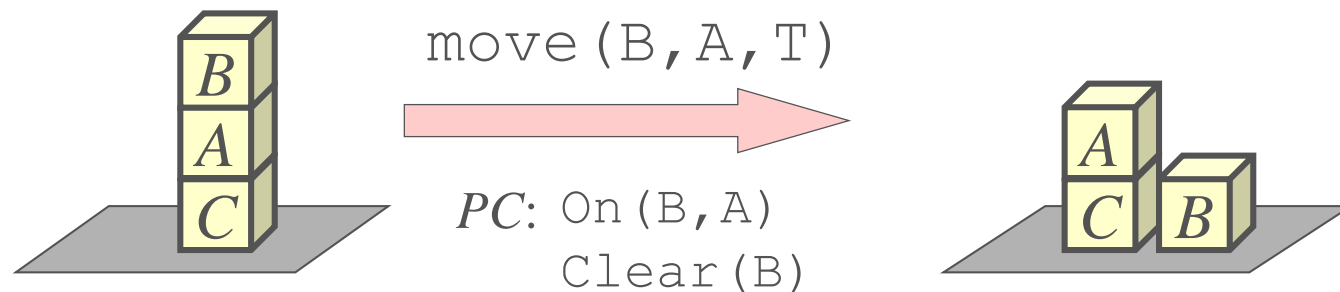 B
A
C
move(B,A,T)
PC: On(B,A)
Clear(B)
A
C B